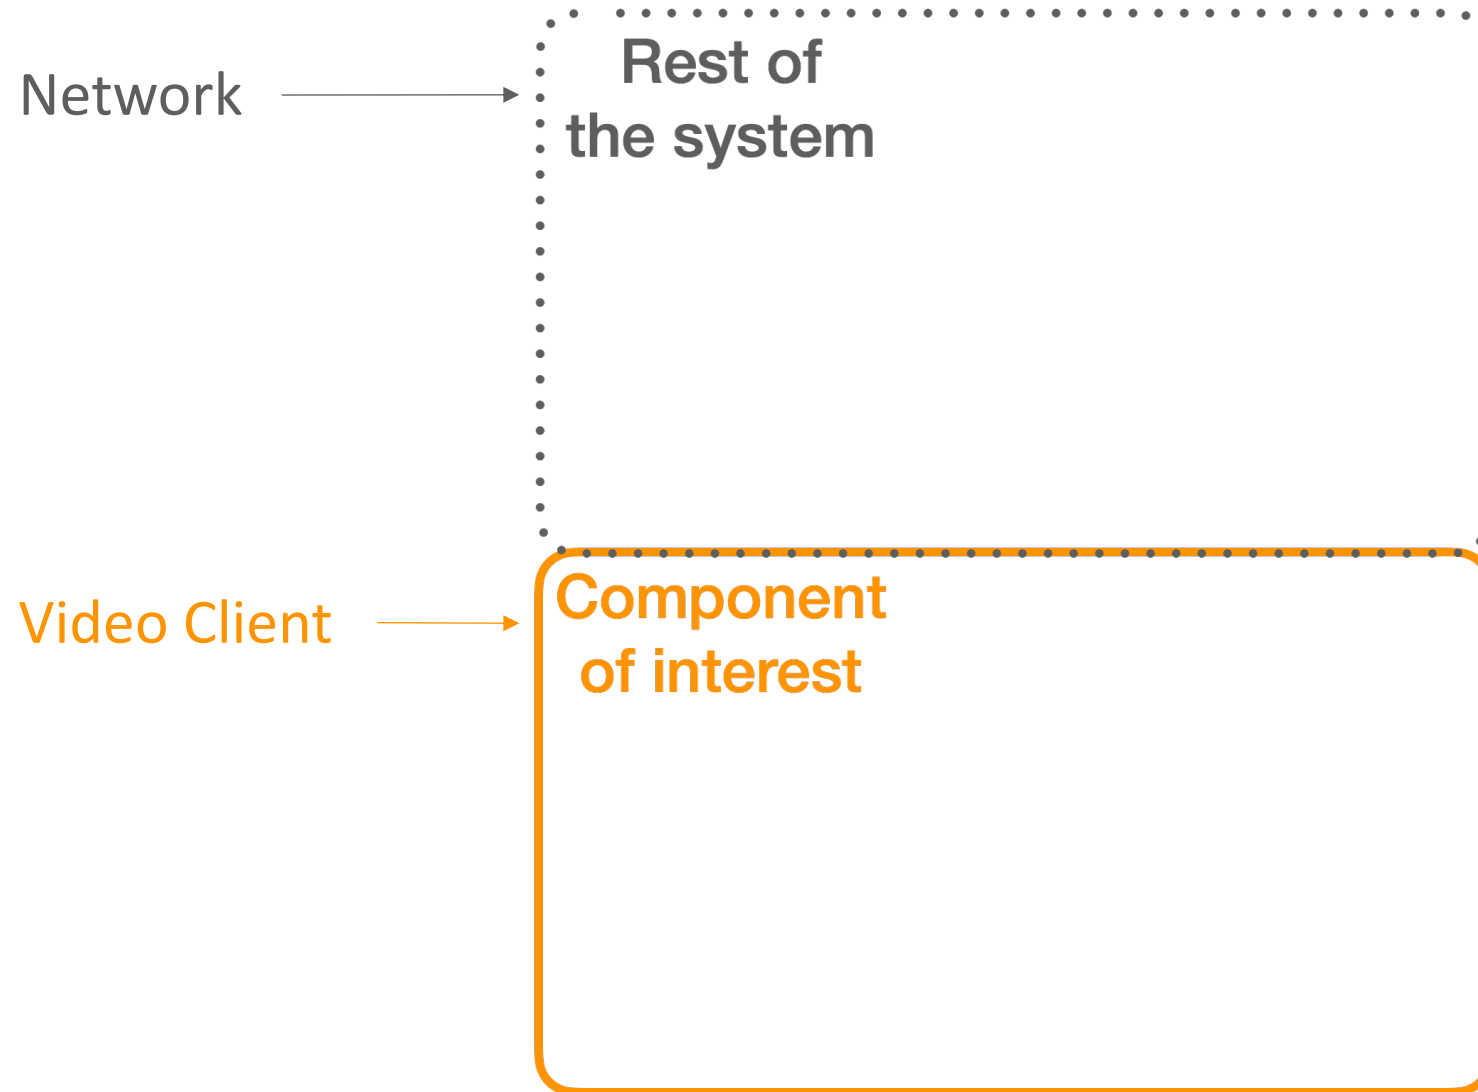 Network
Rest of
the system
Video Client
Component
of interest